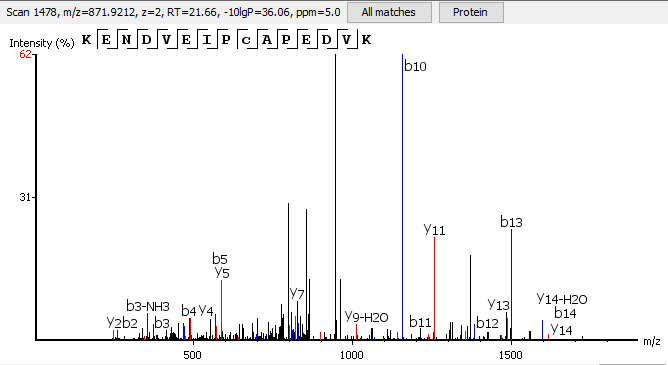 Scan 1478, m/z=871.9212, z=2, RT=21.66, -10lgP=36.06, ppm=5.0 All matches Protein
Intensity (%) K E N D V E I P c A P E D V K
62
b10
31
y11 b13
b5
y5
b3-NH3 y7 y13 y14-H2O
y2 b2 b3 b4 y4 y9-H2O b11 b12 b14
y14
500 1000 1500 m/z